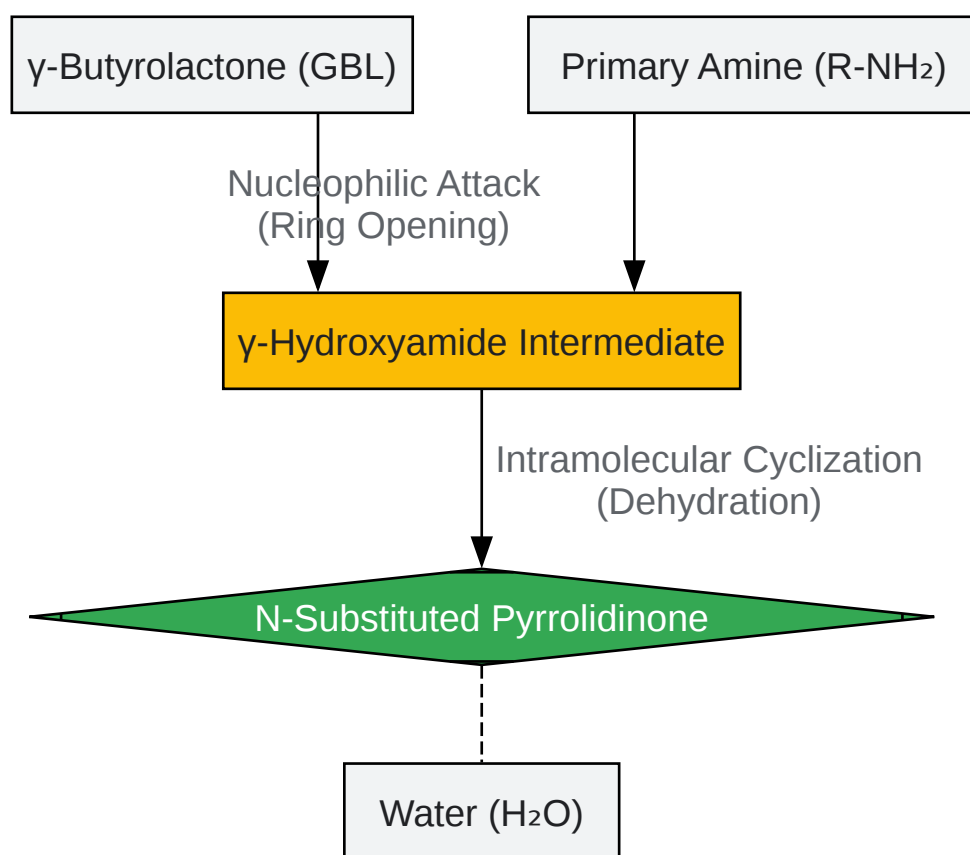 γ-Butyrolactone (GBL)
Primary Amine (R-NH₂)
Nucleophilic Attack
(Ring Opening)
γ-Hydroxyamide Intermediate
Intramolecular Cyclization
(Dehydration)
N-Substituted Pyrrolidinone
Water (H₂O)